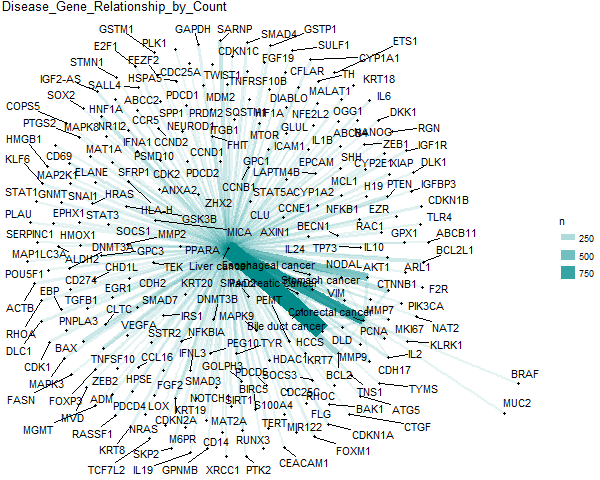 Disease_Gene_Relationship_by_Count
GSTM1 GAPDH SARNP SMAD4 GSTP1
E2F1 PLK1 CDKN1C SULF1 ETS1
STMN1 FEZF2 FGF19 CYP1A1
IGF2-AS HSPA5 CDC25A TWIST1 TNFRSF10B CFLAR TH KRT18
SOX2 SALL4 ABCC2 PDCD1 MDM2 DIABLO MALAT1 IL6
COPS5 HNF1A SPP1 PRDM2 SQSTM1 HIF1A NFE2L2 OGG1 DKK1
PTGS2 MAPK8 NR1I2 CCR5 NEUROD1 ITGB1 MTOR GLUL ABCB4 NANOG RGN
HMGB1 IFNA1 CCND2 FHIT ICAM1 IL1B ZEB1 IGF1R
KLF6 CD69 MAT1A PSMD10 CCND1 GPC1 EPCAM SHH CYP2E1 XIAP DLK1
MAP2K1 ELANE SFRP1 CDK2 PDCD2 LAPTM4B MCL1 H19 PTEN IGFBP3
STAT1 GNMT SNAI1 HRAS ANXA2 CCNB1 STAT5A CYP1A2 CDKN1B
PLAU EPHX1 STAT3 HLA-H ZHX2 CLU CCNE1 NFKB1 EZR TLR4
SERPINC1 HMOX1 SOCS1 MMP2 GSK3B MICA AXIN1 BECN1 RAC1 GPX1 ABCB11
MAP1LC3A DNMT3A ALDH2 GPC3 PPARA IL24 TP73 IL10 BCL2L1
POU5F1 CD274 CHD1L TEK Liver cancer Esophageal cancer NODAL AKT1 ARL1
EBP EGR1 CDH2 KRT20 SMAD2 Pancreatic cancer Stomach cancer CTNNB1 F2R
ACTB TGFB1 SMAD7 DNMT3B PEMT VIM PIK3CA
RHOA PNPLA3 CLTC IRS1 MAPK9 Colorectal cancer MMP7 NAT2
DLC1 VEGFA SSTR2 NFKBIA Bile duct cancer PCNA MKI67
CDK1 BAX CCL16 IFNL3 PEG10 TYR HCCS DLD IL2 KLRK1
MAPK3 TNFSF10 GOLPH3 HDAC1 KRT7 MMP9 CDH17
FASN FOXP3 ZEB2 HPSE FGF2 SMAD3 PDCD6 SOCS3 BCL2 TYMS BRAF
MVD ADM NOTCH1 BIRC5 CDC25C RHOC TNS1 MUC2
MGMT PDCD4 LOX KRT19 SIRT1 S100A4 FLG BAK1 ATG5
RASSF1 NRAS CDKN2A MAT2A TERT MIR122 CDKN1A CTGF
KRT8 SKP2 M6PR CD14 RUNX3 FOXM1
TCF7L2 IL19 GPNMB XRCC1 PTK2 CEACAM1
n
250
500
750